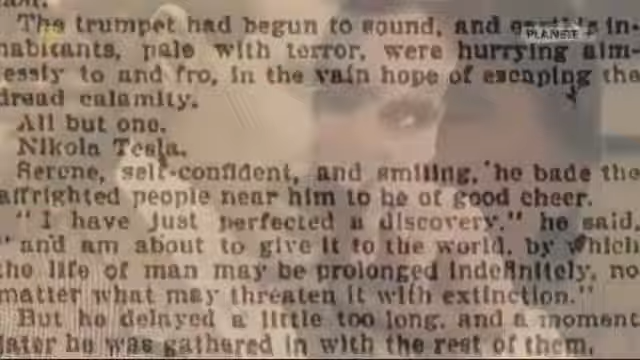 The trumpet had begun to sound, and in-
habitants, pale with terror, were hurrying aim-
lessly to and fro, in the vain hope of escaping the
dread calamity.
All but one.
Nikola Tesla.
Serene, self-confident, and smiling, he bade the
affrighted people near him to be of good cheer.
"I have just perfected a discovery." he said,
"and am about to give it to the world, by which
the life of man may be prolonged indefinitely, no
matter what may threaten it with extinction."
But he delayed a little too long, and a moment
later he was gathered in with the rest of them,
PLANETE +